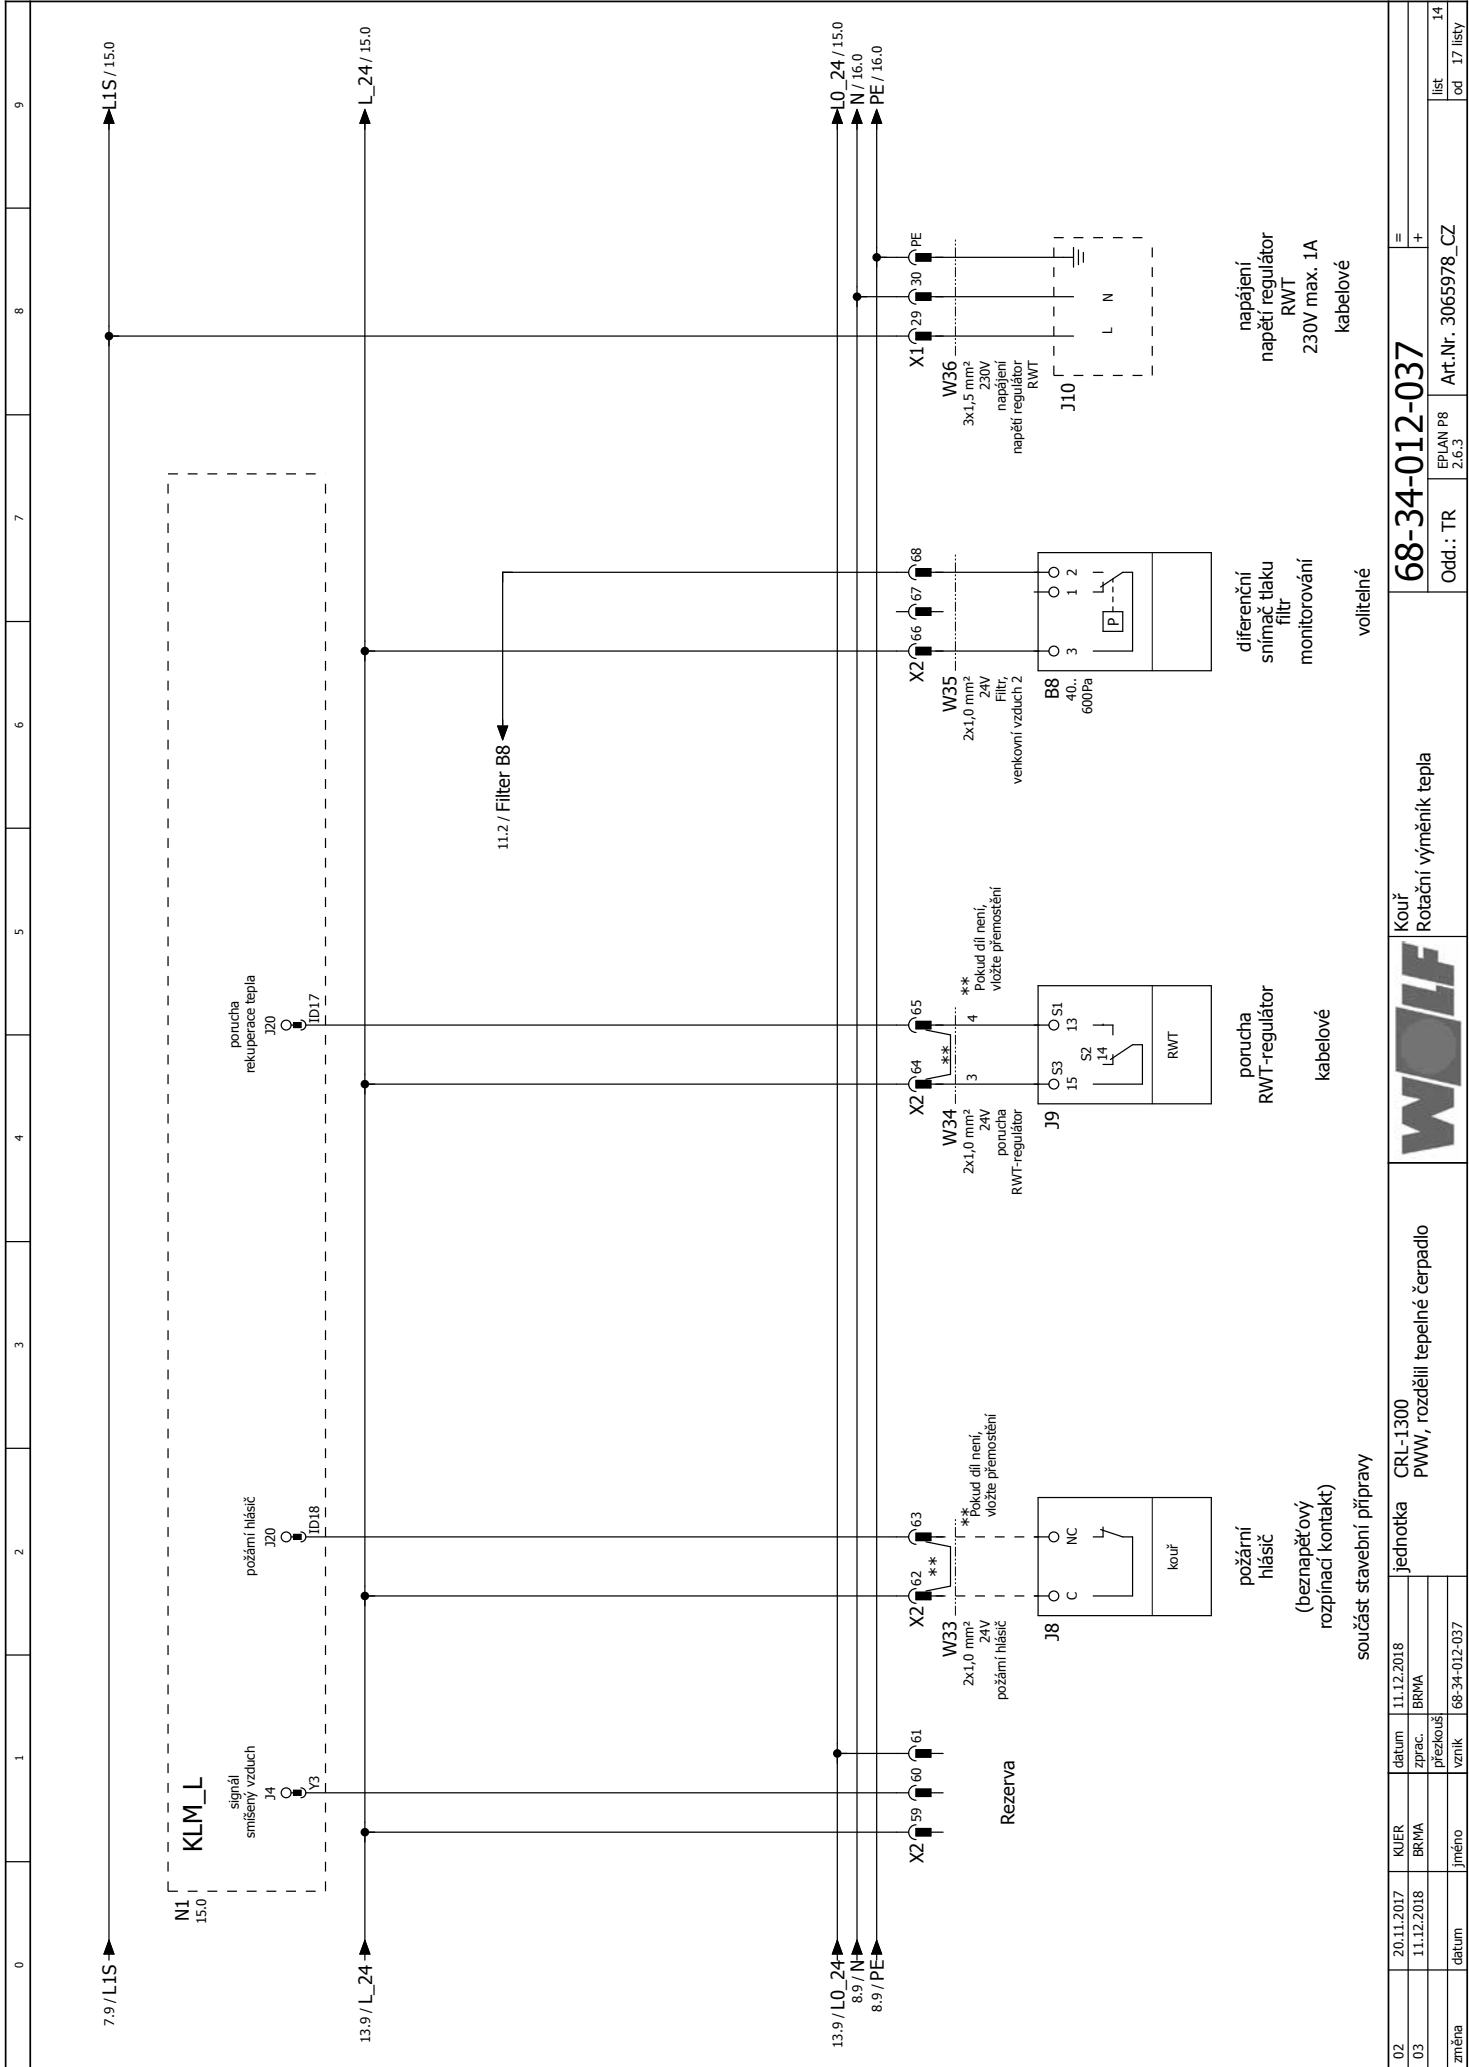 0
1
2
3
4
5
6
7
8
9
7.9 / L1S
L1S / 15.0
N1
15.0
KLM_L
signál
smíšený vzduch
J4
Y3
požární hlásič
J20
ID18
porucha
rekuperace tepla
J20
ID17
13.9 / L_24
L_24 / 15.0
11.2 / Filter B8
13.9 / L0_24
L0_24 / 15.0
8.9 / N
N / 16.0
8.9 / PE
PE / 16.0
X2
59
60
61
Rezerva
X2
62
63
**
W33
2x1,0 mm²
24V
požární hlásič
**
Pokud díl není,
vložte přemostění
J8
C
NC
kouř
požární
hlásič
(beznapěťový
rozpínací kontakt)
součást stavební přípravy
X2
64
65
**
W34
2x1,0 mm²
24V
porucha
RWT-regulátor
3
4
**
Pokud díl není,
vložte přemostění
J9
S3
15
S2
14
S1
13
RWT
porucha
RWT-regulátor
kabelové
X2
66
67
68
W35
2x1,0 mm²
24V
Filtr,
venkovní vzduch 2
B8
40..
600Pa
3
1
2
P
diferenční
snímač tlaku
filtr
monitorování
volitelné
X1
29
30
PE
W36
3x1,5 mm²
230V
napájení
napětí regulátor
RWT
J10
L
N
napájení
napětí regulátor
RWT
230V max. 1A
kabelové
02
20.11.2017
KUER
03
11.12.2018
BRMA
změna
datum
jméno
datum
11.12.2018
zprac.
BRMA
přezkouš.
vznik
68-34-012-037
jednotka
CRL-1300
PWW, rozdělil tepelné čerpadlo
WOLF
Kouř
Rotační výměník tepla
68-34-012-037
=
+
Odd.: TR
EPLAN P8
2.6.3
Art.Nr. 3065978_CZ
list
14
od
17 listy